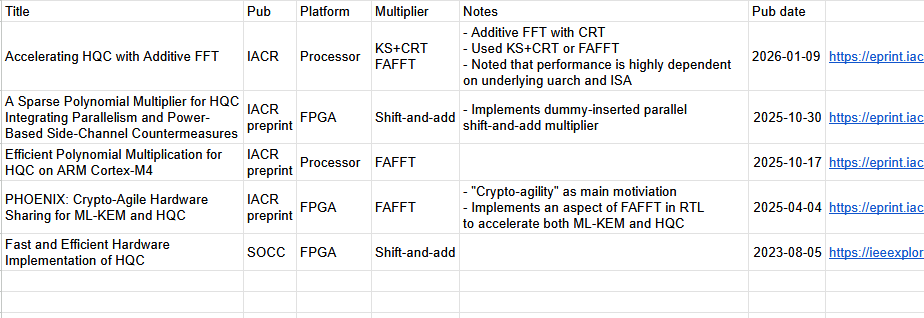 Title Pub Platform Multiplier Notes Pub date
Accelerating HQC with Additive FFT IACR Processor KS+CRT
FAFFT - Additive FFT with CRT
- Used KS+CRT or FAFFT
- Noted that performance is highly dependent
on underlying uarch and ISA 2026-01-09 https://eprint.iac
A Sparse Polynomial Multiplier for HQC
Integrating Parallelism and Power-
Based Side-Channel Countermeasures IACR
preprint FPGA Shift-and-add - Implements dummy-inserted parallel
shift-and-add multiplier 2025-10-30 https://eprint.iac
Efficient Polynomial Multiplication for
HQC on ARM Cortex-M4 IACR
preprint Processor FAFFT 2025-10-17 https://eprint.iac
PHOENIX: Crypto-Agile Hardware
Sharing for ML-KEM and HQC IACR
preprint FPGA FAFFT - "Crypto-agility" as main motiviation
- Implements an aspect of FAFFT in RTL
to accelerate both ML-KEM and HQC 2025-04-04 https://eprint.iac
Fast and Efficient Hardware
Implementation of HQC SOCC FPGA Shift-and-add 2023-08-05 https://ieeexplor